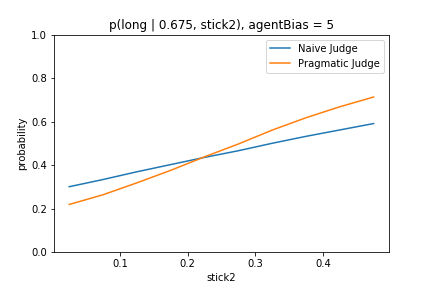 p(long | 0.675, stick2), agentBias = 5
Naive Judge
Pragmatic Judge
probability
1.0
0.8
0.6
0.4
0.2
0.0
0.1
0.2
0.3
0.4
stick2